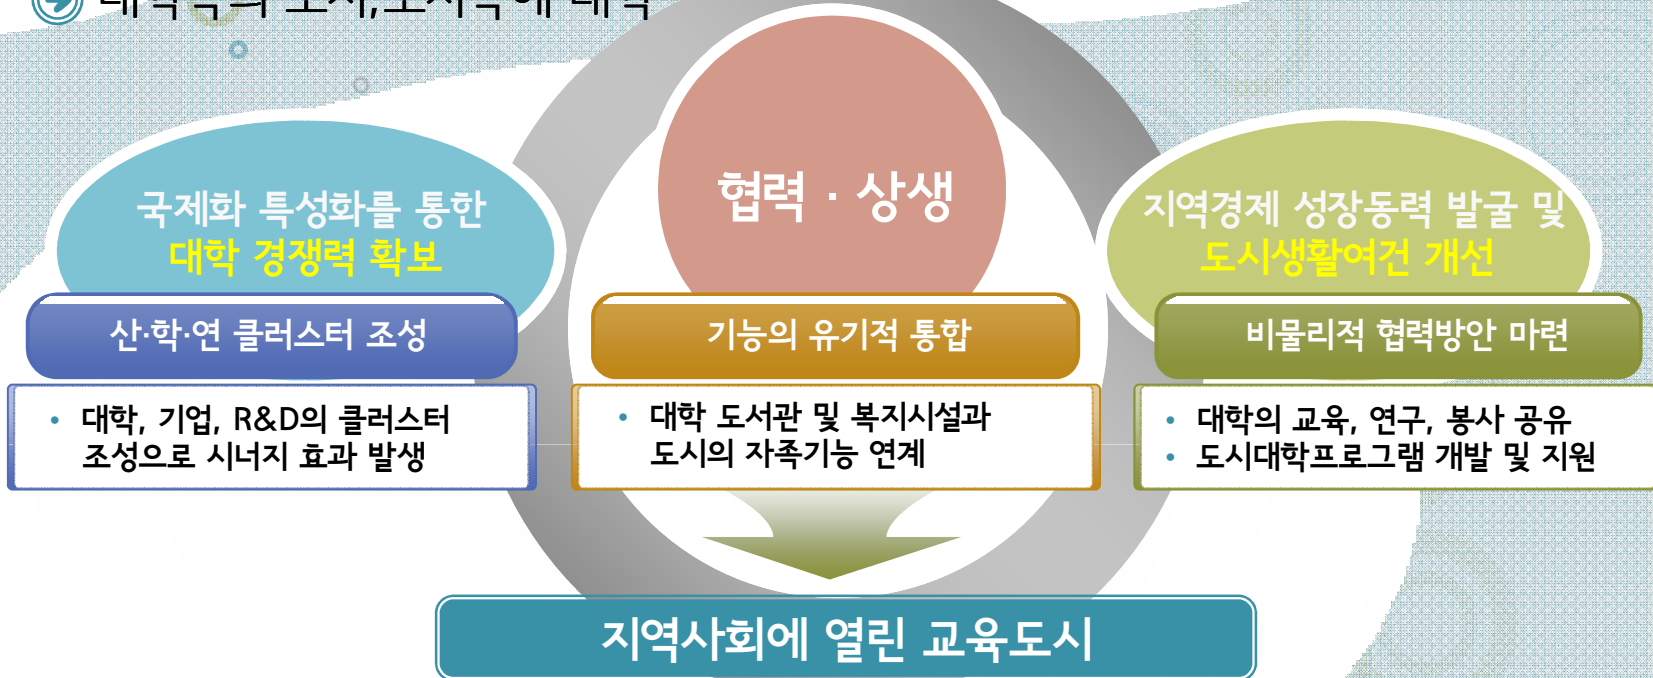 국제화 특성화를 통한
대학 경쟁력 확보
협력 · 상생
지역경제 성장동력 발굴 및
도시생활여건 개선
산·학·연 클러스터 조성
• 대학, 기업, R&D의 클러스터
조성으로 시너지 효과 발생
기능의 유기적 통합
• 대학 도서관 및 복지시설과
도시의 자족기능 연계
비물리적 협력방안 마련
• 대학의 교육, 연구, 봉사 공유
• 도시대학프로그램 개발 및 지원
지역사회에 열린 교육도시